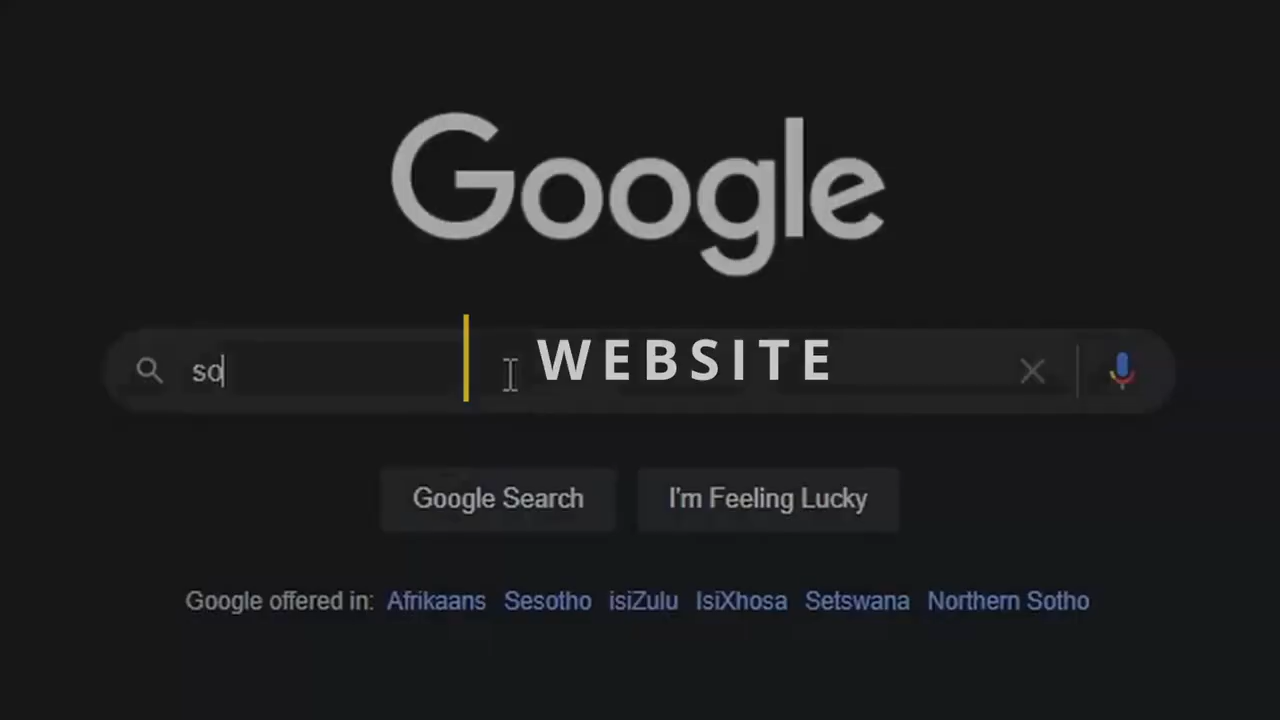 Google
so
WEBSITE
Google Search
I'm Feeling Lucky
Google offered in: Afrikaans Sesotho isiZulu IsiXhosa Setswana Northern Sotho